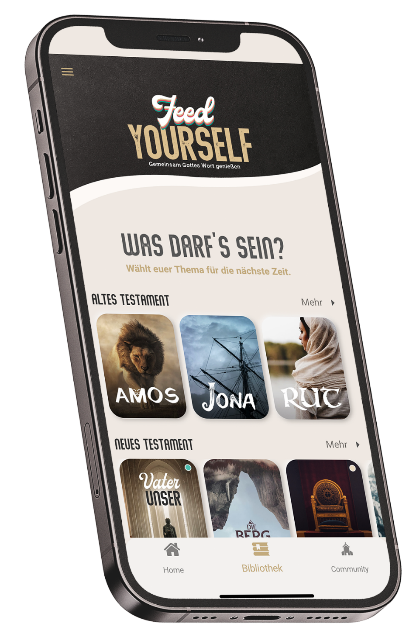 Feed
YOURSELF
Gemeinsam Gottes Wort genießen.
WAS DARF'S SEIN?
Wählt euer Thema für die nächste Zeit.
ALTES TESTAMENT
Mehr
AMOS
JONA
RUT
NEUES TESTAMENT
Mehr
Vater
UNSER
DIE
BERG
Home
Bibliothek
Community